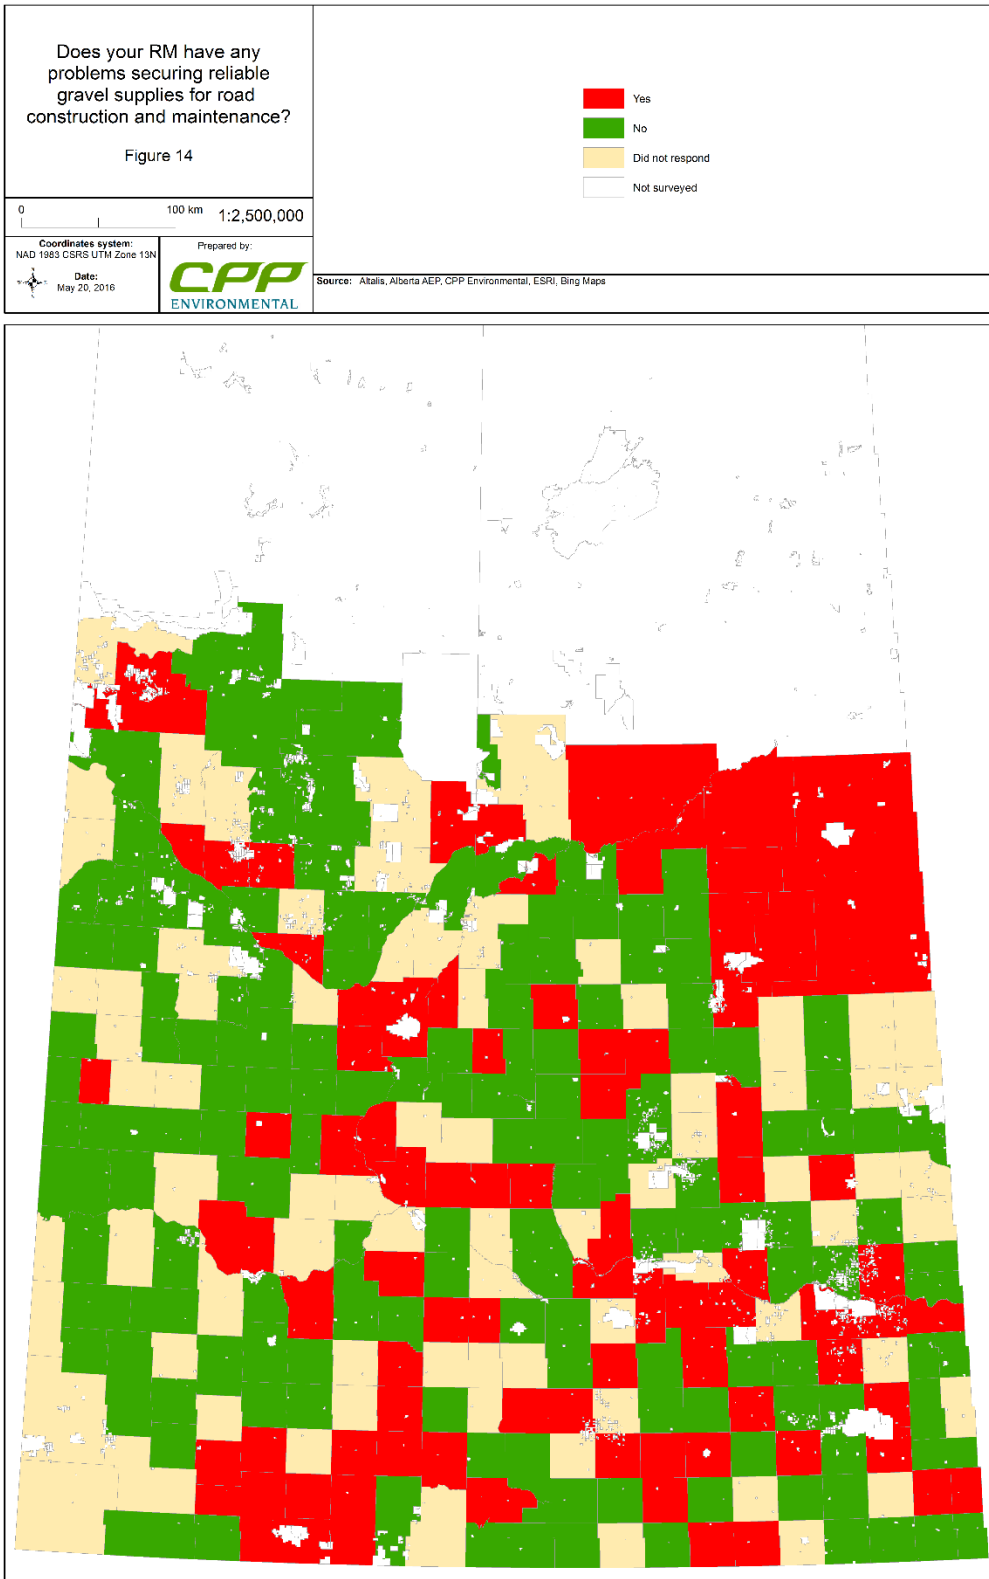 Does your RM have any
problems securing reliable
gravel supplies for road
construction and maintenance?
Figure 14
0 100 km 1:2,500,000
Coordinates system:
NAD 1983 CSRS UTM Zone 13N
Date:
May 20, 2016
Prepared by:
CPP
ENVIRONMENTAL
Yes
No
Did not respond
Not surveyed
Source: Altalis, Alberta AEP, CPP Environmental, ESRI, Bing Maps